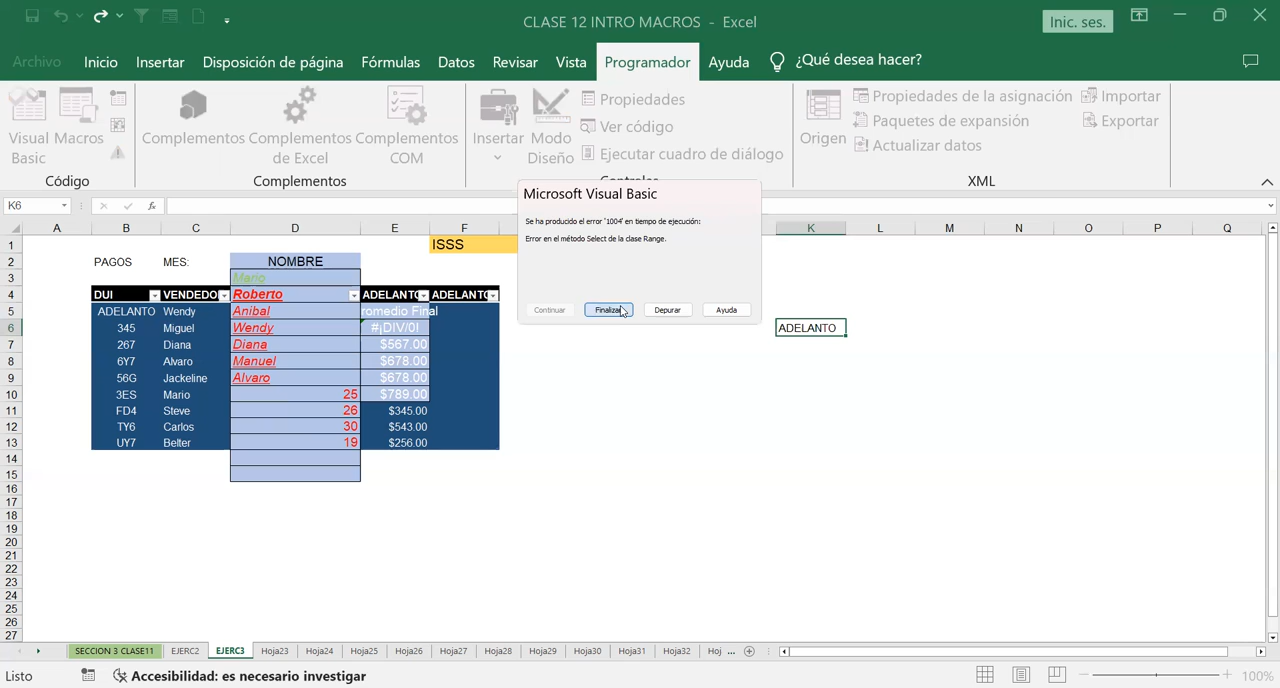 CLASE 12 INTRO MACROS - Excel
Inic. ses.
Archivo Inicio Insertar Disposición de página Fórmulas Datos Revisar Vista Programador Ayuda ¿Qué desea hacer?
Visual Basic
Macros
Código
Complementos
Complementos de Excel
Complementos COM
Complementos
Insertar
Modo Diseño
Propiedades
Ver código
Ejecutar cuadro de diálogo
Origen
Propiedades de la asignación
Paquetes de expansión
Actualizar datos
Importar
Exportar
XML
Microsoft Visual Basic
Se ha producido el error '1004' en tiempo de ejecución:
Error en el método Select de la clase Range.
Continuar Finalizar Depurar Ayuda
K6 fx
A B C D E F K L M N O P Q
1 ISSS
2 PAGOS MES: NOMBRE
3 Mario
4 DUI VENDEDO Roberto ADELANTO ADELANTO
5 ADELANTO Wendy Anibal romedio Final
6 345 Miguel Wendy #¡DIV/0! ADELANTO
7 267 Diana Diana $567.00
8 6Y7 Alvaro Manuel $678.00
9 56G Jackeline Alvaro $678.00
10 3ES Mario 25 $789.00
11 FD4 Steve 26 $345.00
12 TY6 Carlos 30 $543.00
13 UY7 Belter 19 $256.00
14
15
16
17
18
19
20
21
22
23
24
25
26
27
SECCION 3 CLASE11 EJERC2 EJERC3 Hoja23 Hoja24 Hoja25 Hoja26 Hoja27 Hoja28 Hoja29 Hoja30 Hoja31 Hoja32 Hoj ...
Listo Accesibilidad: es necesario investigar 100%